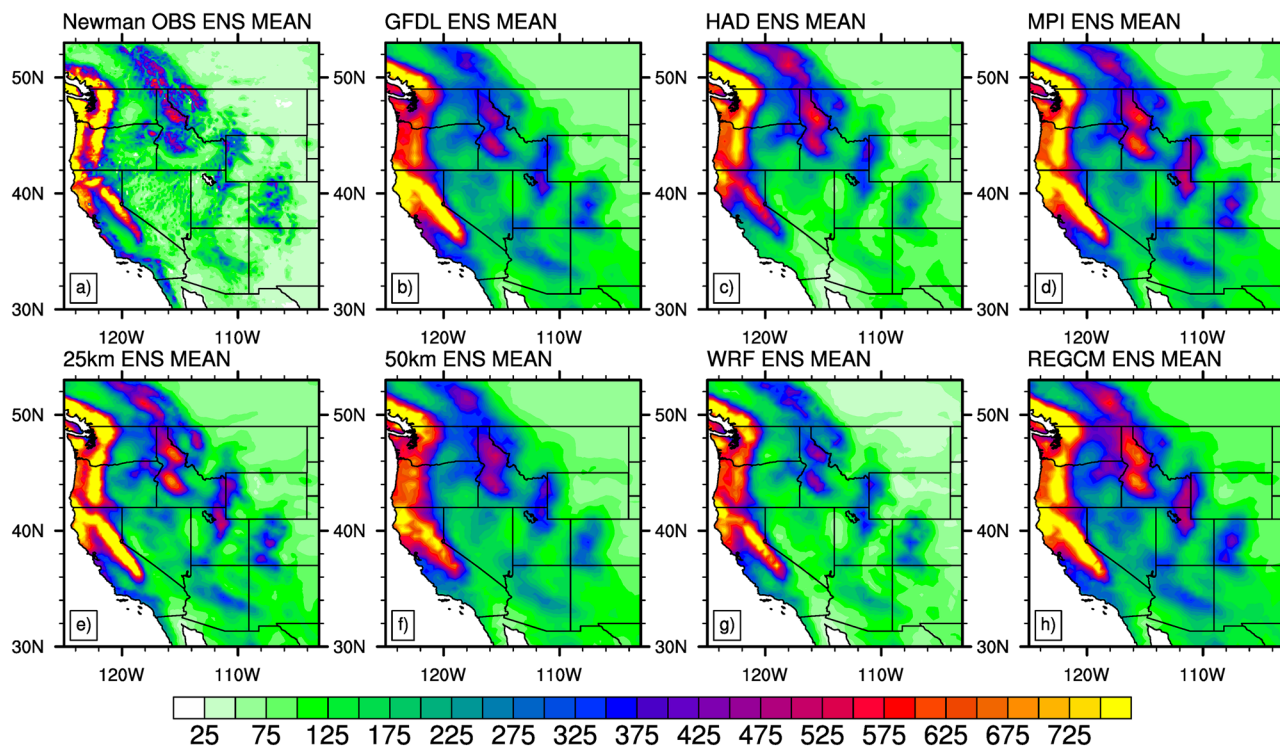 Newman OBS ENS MEAN GFDL ENS MEAN HAD ENS MEAN MPI ENS MEAN
50N 50N 50N 50N
40N 40N 40N 40N
a) b) c) d)
30N 30N 30N 30N
120W 110W 120W 110W 120W 110W 120W 110W
25km ENS MEAN 50km ENS MEAN WRF ENS MEAN REGCM ENS MEAN
50N 50N 50N 50N
40N 40N 40N 40N
e) f) g) h)
30N 30N 30N 30N
120W 110W 120W 110W 120W 110W 120W 110W
25 75 125 175 225 275 325 375 425 475 525 575 625 675 725